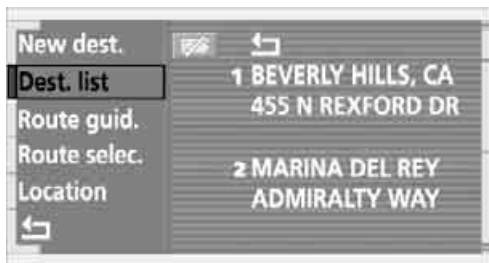 New dest.
Dest. list
Route guid.
Route selec.
Location
1 BEVERLY HILLS, CA
455 N REXFORD DR
2 MARINA DEL REY
ADMIRALTY WAY